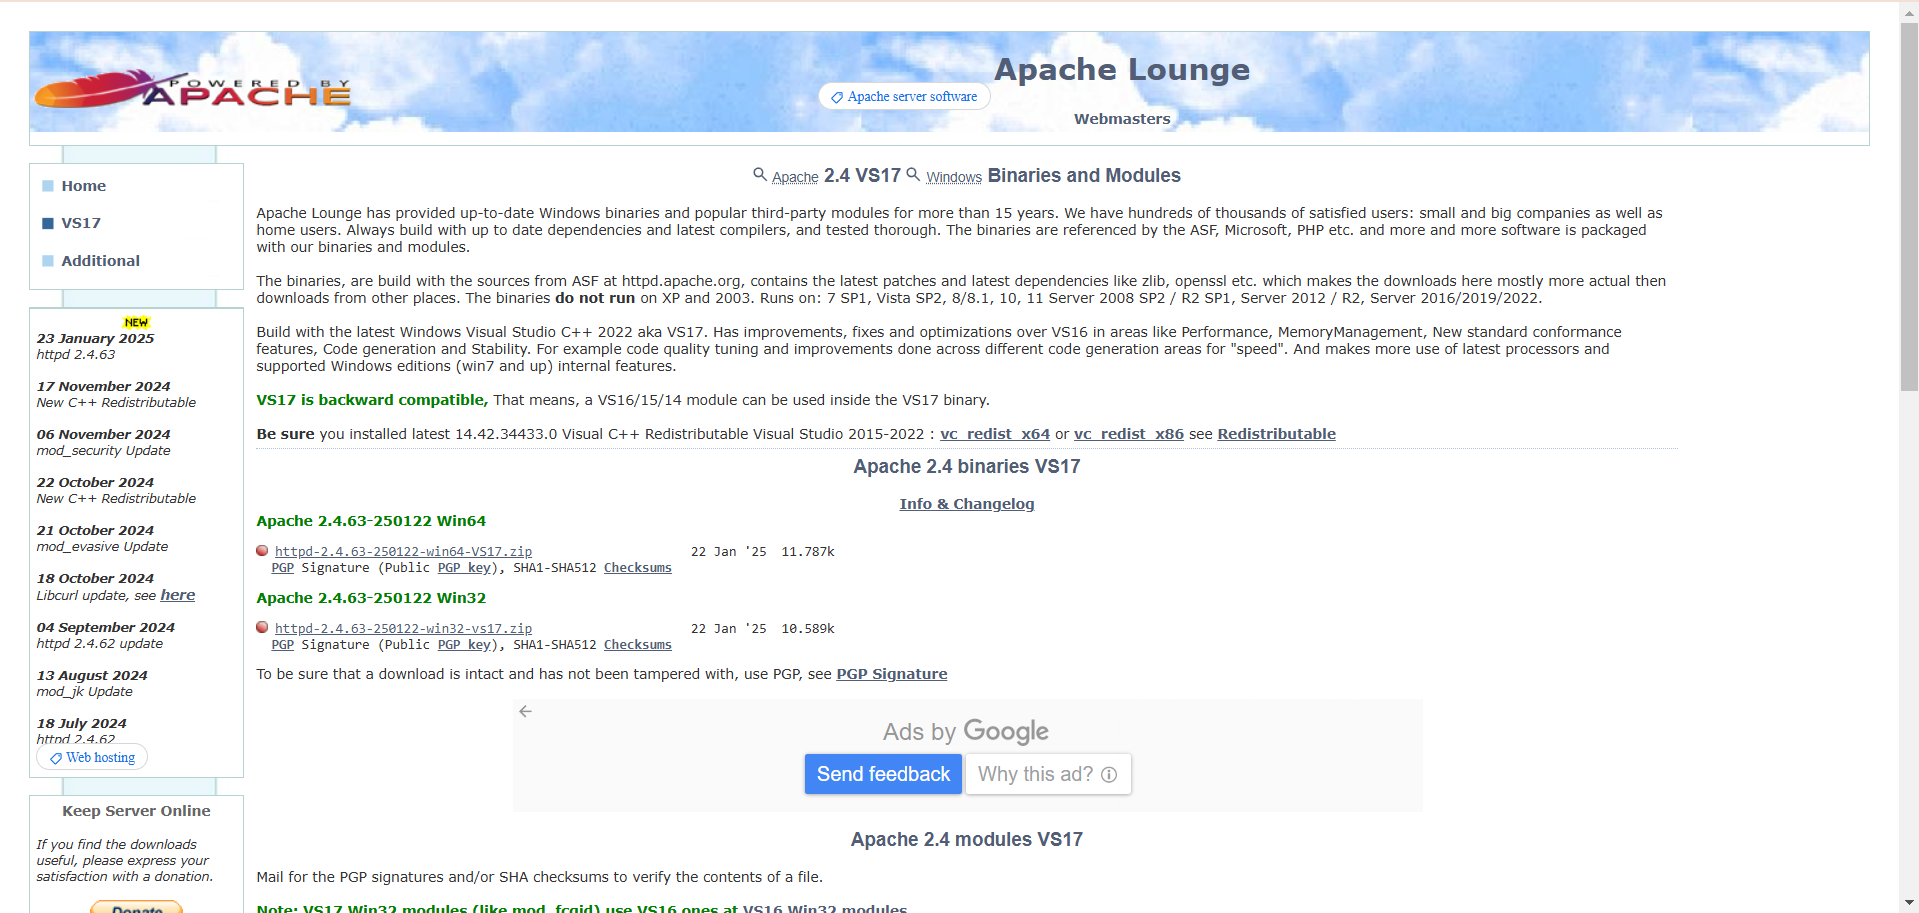 POWERED BY
APACHE
Apache Lounge
Apache server software
Webmasters
Home
VS17
Additional
NEW
23 January 2025
httpd 2.4.63
17 November 2024
New C++ Redistributable
06 November 2024
mod_security Update
22 October 2024
New C++ Redistributable
21 October 2024
mod_evasive Update
18 October 2024
Libcurl update, see here
04 September 2024
httpd 2.4.62 update
13 August 2024
mod_jk Update
18 July 2024
httpd 2.4.62
Web hosting
Keep Server Online
If you find the downloads
useful, please express your
satisfaction with a donation.
Donate
Apache 2.4 VS17 Windows Binaries and Modules
Apache Lounge has provided up-to-date Windows binaries and popular third-party modules for more than 15 years. We have hundreds of thousands of satisfied users: small and big companies as well as
home users. Always build with up to date dependencies and latest compilers, and tested thorough. The binaries are referenced by the ASF, Microsoft, PHP etc. and more and more software is packaged
with our binaries and modules.
The binaries, are build with the sources from ASF at httpd.apache.org, contains the latest patches and latest dependencies like zlib, openssl etc. which makes the downloads here mostly more actual then
downloads from other places. The binaries do not run on XP and 2003. Runs on: 7 SP1, Vista SP2, 8/8.1, 10, 11 Server 2008 SP2 / R2 SP1, Server 2012 / R2, Server 2016/2019/2022.
Build with the latest Windows Visual Studio C++ 2022 aka VS17. Has improvements, fixes and optimizations over VS16 in areas like Performance, MemoryManagement, New standard conformance
features, Code generation and Stability. For example code quality tuning and improvements done across different code generation areas for "speed". And makes more use of latest processors and
supported Windows editions (win7 and up) internal features.
VS17 is backward compatible, That means, a VS16/15/14 module can be used inside the VS17 binary.
Be sure you installed latest 14.42.34433.0 Visual C++ Redistributable Visual Studio 2015-2022 : vc_redist_x64 or vc_redist_x86 see Redistributable
Apache 2.4 binaries VS17
Info & Changelog
Apache 2.4.63-250122 Win64
httpd-2.4.63-250122-win64-VS17.zip 22 Jan '25 11.787k
PGP Signature (Public PGP key), SHA1-SHA512 Checksums
Apache 2.4.63-250122 Win32
httpd-2.4.63-250122-win32-vs17.zip 22 Jan '25 10.589k
PGP Signature (Public PGP key), SHA1-SHA512 Checksums
To be sure that a download is intact and has not been tampered with, use PGP, see PGP Signature
Ads by Google
Send feedback Why this ad?
Apache 2.4 modules VS17
Mail for the PGP signatures and/or SHA checksums to verify the contents of a file.
Note: VS17 Win32 modules (like mod_fcgid) use VS16 ones at VS16 Win32 modules